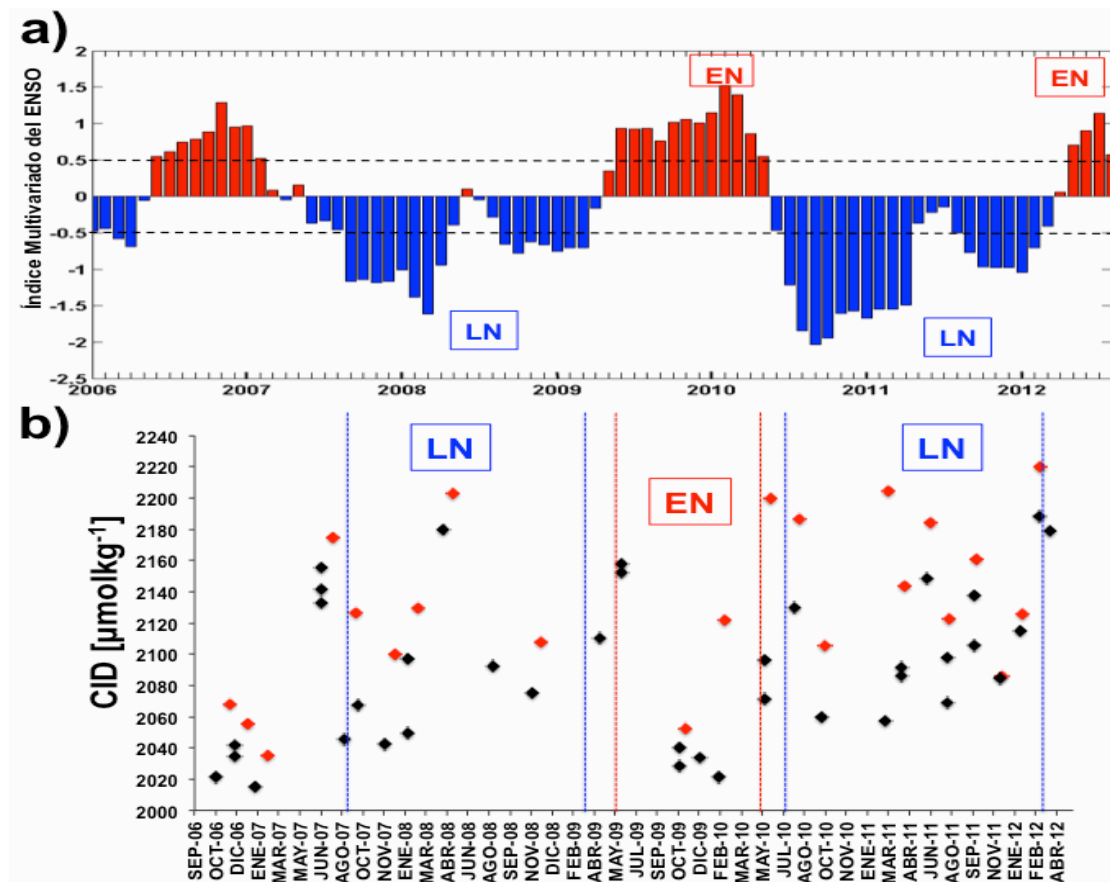 a)
Índice Multivariado del ENSO
2
1.5
1
0.5
0
-0.5
-1
-1.5
-2
-2.5
EN
EN
LN
LN
2006 2007 2008 2009 2010 2011 2012
b)
CID [µmolkg-1]
2240
2220
2200
2180
2160
2140
2120
2100
2080
2060
2040
2020
2000
LN
EN
LN
SEP-06
OCT-06
DIC-06
ENE-07
MAR-07
MAY-07
JUN-07
AGO-07
OCT-07
NOV-07
ENE-08
MAR-08
ABR-08
JUN-08
AGO-08
SEP-08
NOV-08
DIC-08
FEB-09
ABR-09
MAY-09
JUL-09
SEP-09
OCT-09
DIC-09
FEB-10
MAR-10
MAY-10
JUL-10
AGO-10
OCT-10
NOV-10
ENE-11
MAR-11
ABR-11
JUN-11
AGO-11
SEP-11
NOV-11
ENE-12
FEB-12
ABR-12